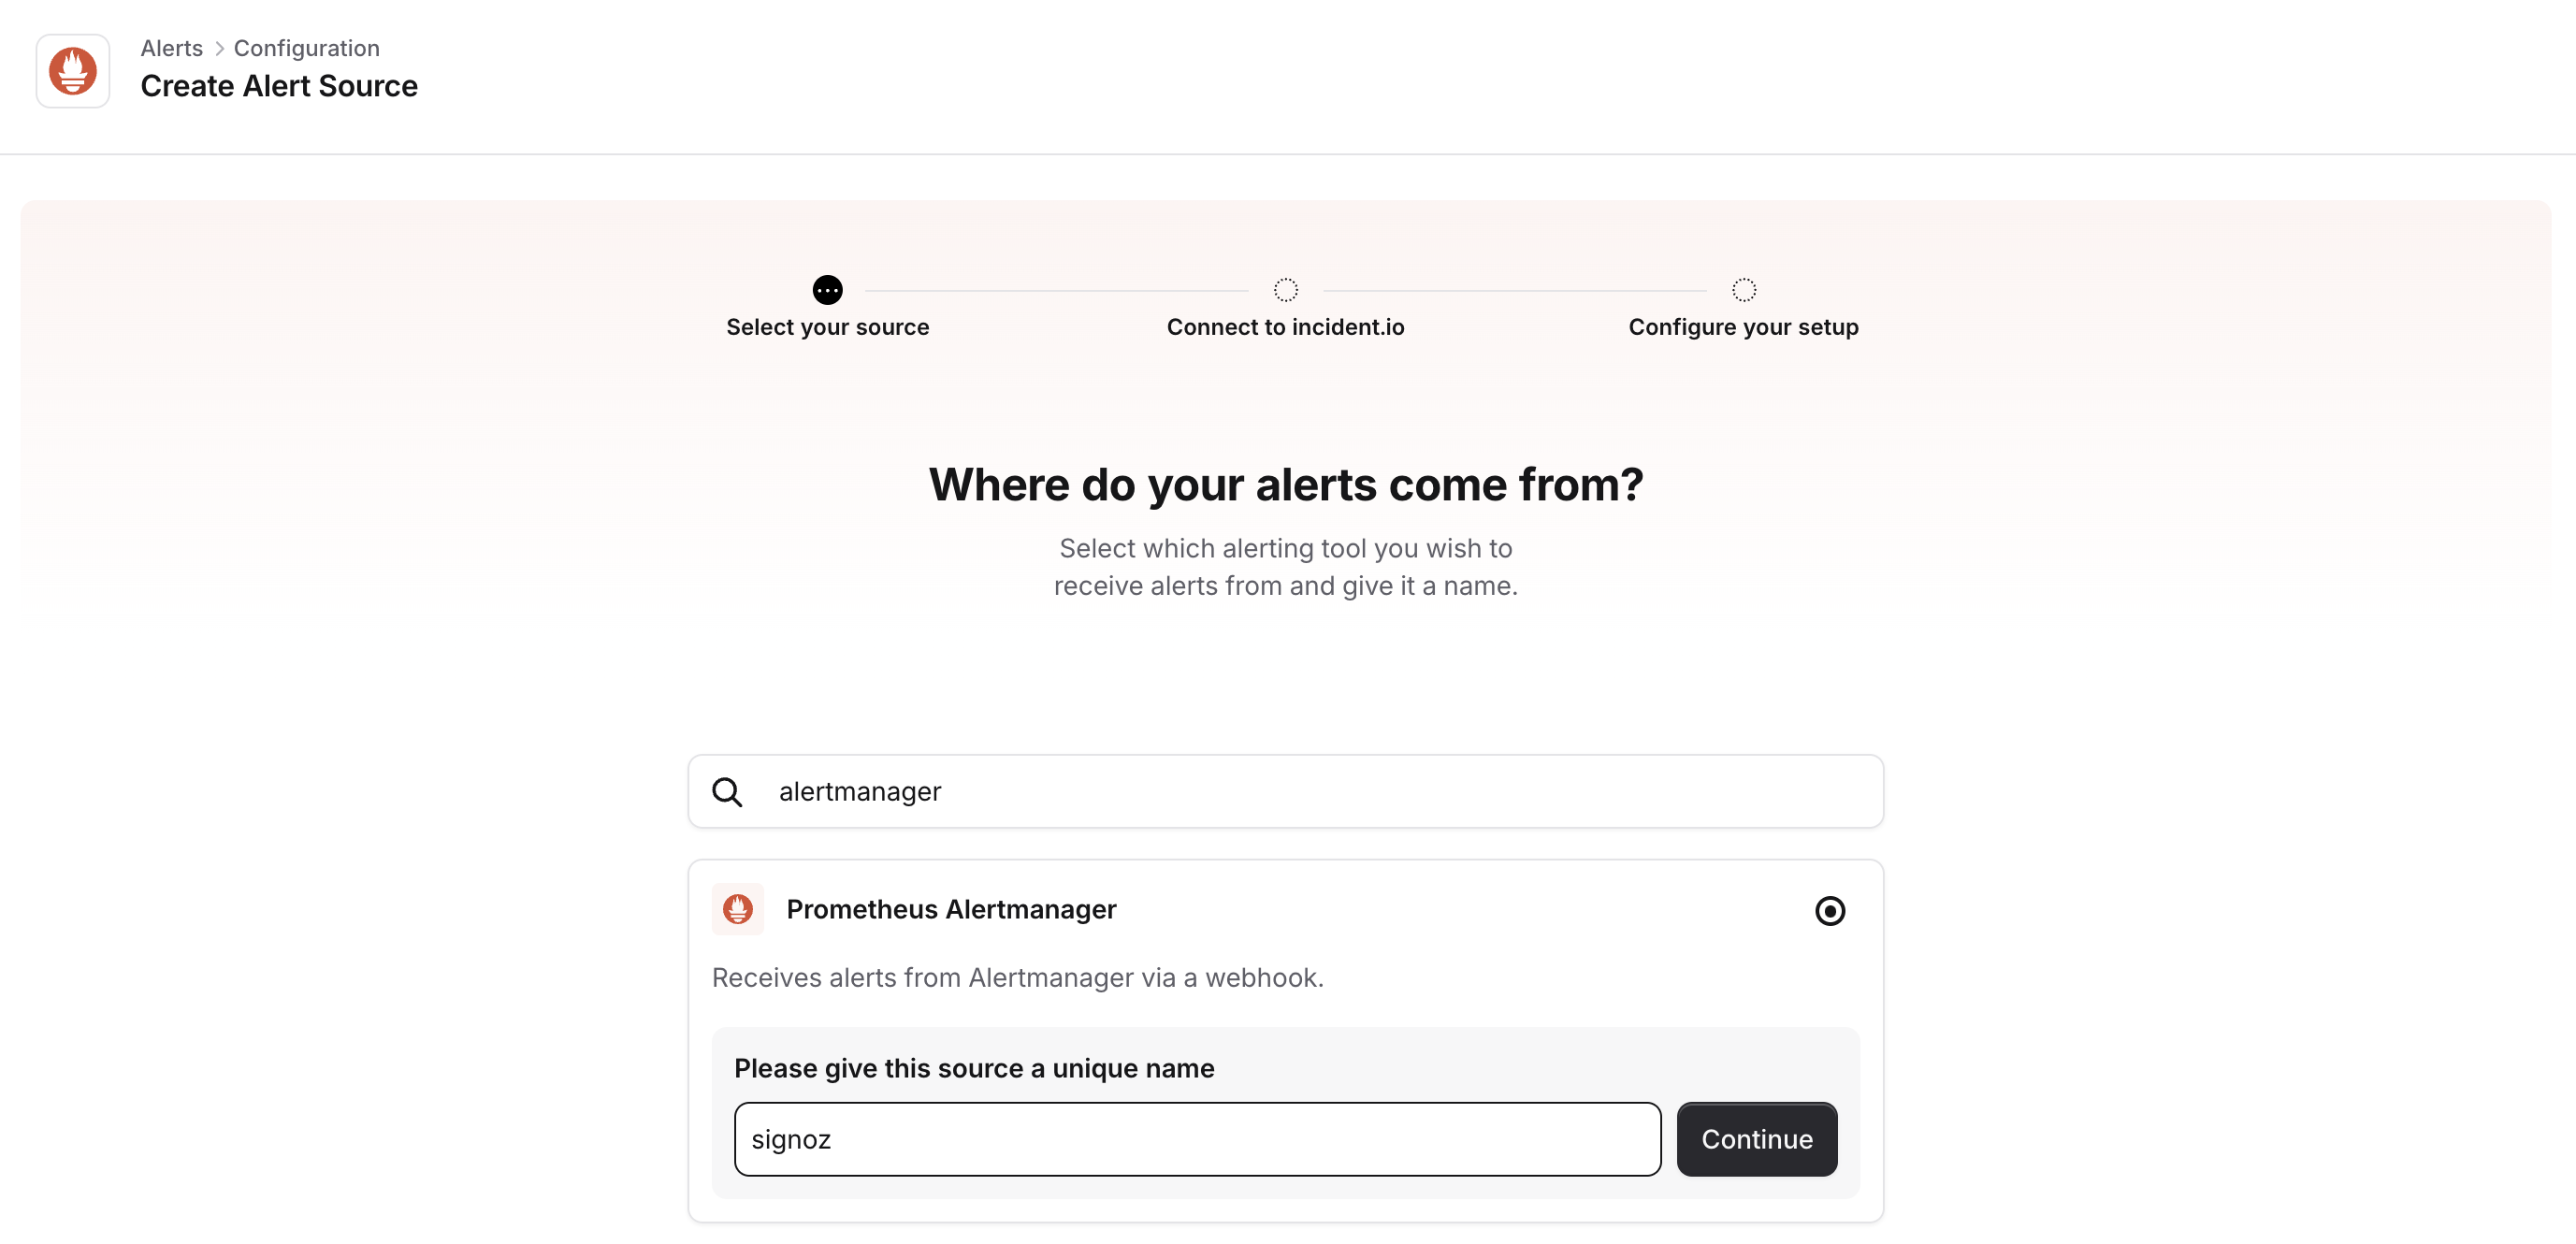 Alerts > Configuration
Create Alert Source
Select your source
Connect to incident.io
Configure your setup
Where do your alerts come from?
Select which alerting tool you wish to
receive alerts from and give it a name.
alertmanager
Prometheus Alertmanager
Receives alerts from Alertmanager via a webhook.
Please give this source a unique name
signoz
Continue